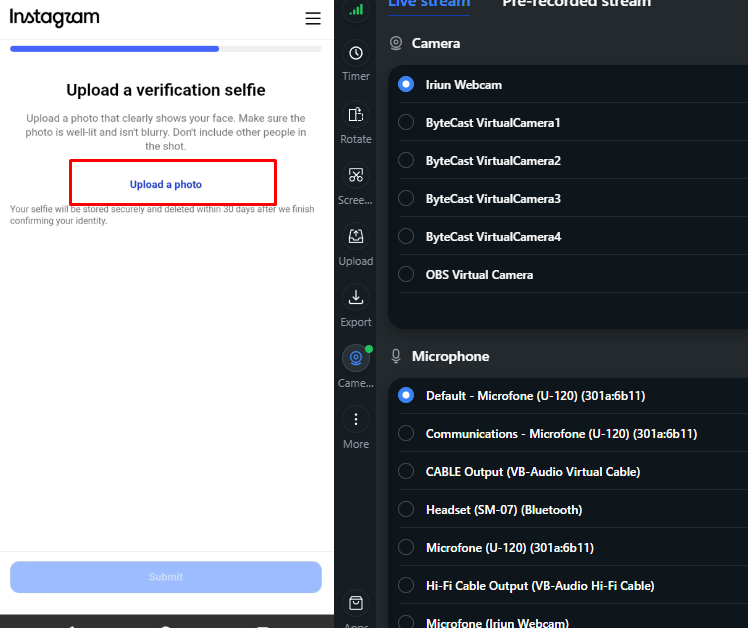 Instagram
Upload a verification selfie
Upload a photo that clearly shows your face. Make sure the
photo is well-lit and isn't blurry. Don't include other people in
the shot.
Upload a photo
Your selfie will be stored securely and deleted within 30 days after we finish
confirming your identity.
Submit
Timer
Rotate
Scree...
Upload
Export
Came...
More
Apps
Live stream
Pre-recorded stream
Camera
Iriun Webcam
ByteCast VirtualCamera1
ByteCast VirtualCamera2
ByteCast VirtualCamera3
ByteCast VirtualCamera4
OBS Virtual Camera
Microphone
Default - Microfone (U-120) (301a:6b11)
Communications - Microfone (U-120) (301a:6b11)
CABLE Output (VB-Audio Virtual Cable)
Headset (SM-07) (Bluetooth)
Microfone (U-120) (301a:6b11)
Hi-Fi Cable Output (VB-Audio Hi-Fi Cable)
Microfone (Iriun Webcam)